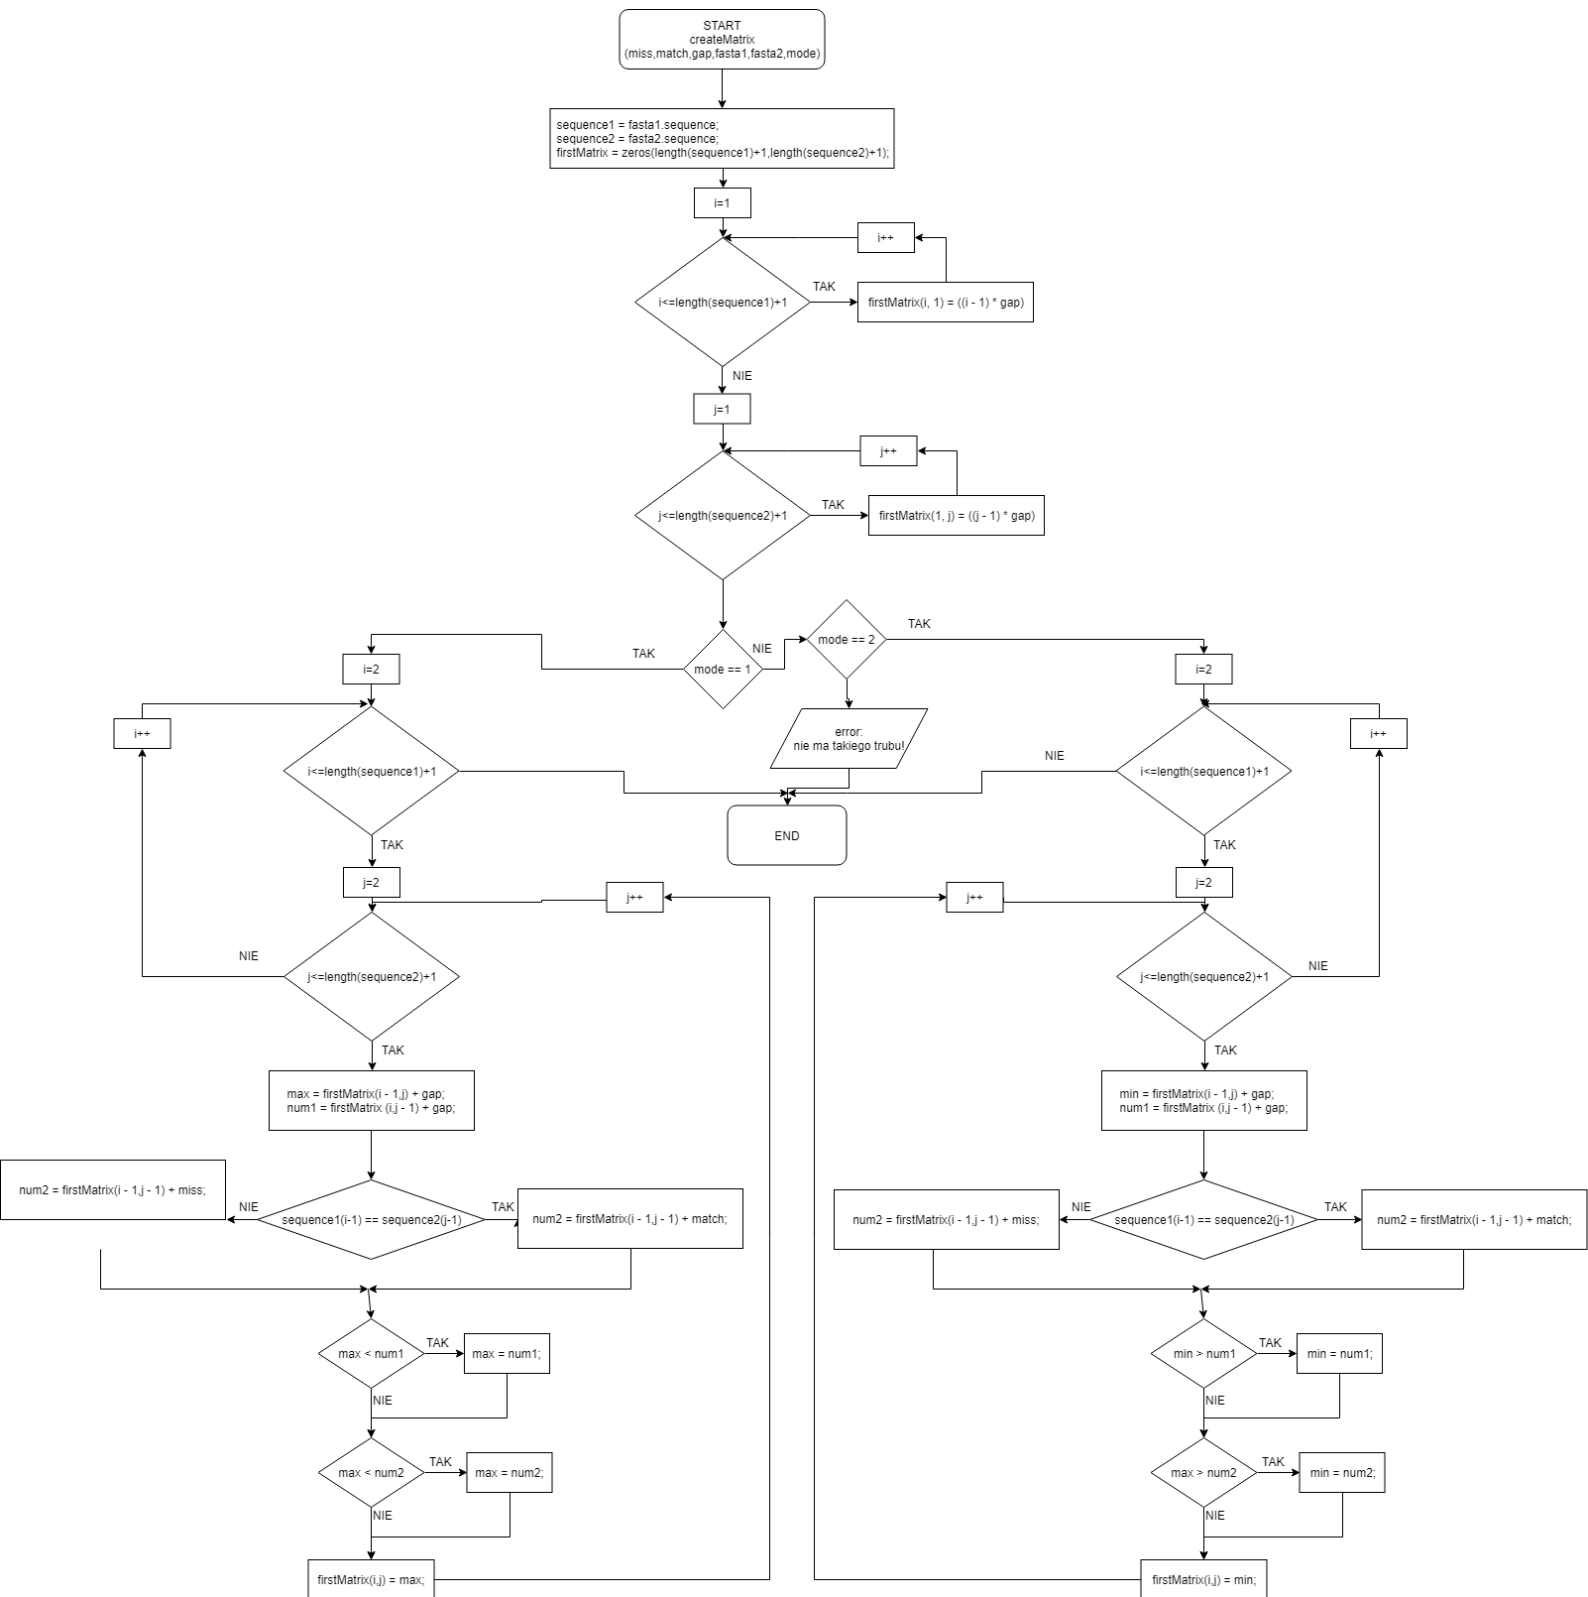 START
createMatrix
(miss,match,gap,fasta1,fasta2,mode)
sequence1 = fasta1.sequence;
sequence2 = fasta2.sequence;
firstMatrix = zeros(length(sequence1)+1,length(sequence2)+1);
i=1
i++
i<=length(sequence1)+1
TAK
firstMatrix(i, 1) = ((i - 1) * gap)
NIE
j=1
j++
j<=length(sequence2)+1
TAK
firstMatrix(1, j) = ((j - 1) * gap)
mode == 1
TAK
NIE
mode == 2
TAK
error:
nie ma takiego trubu!
END
i=2
i++
i<=length(sequence1)+1
TAK
j=2
j++
j<=length(sequence2)+1
NIE
TAK
max = firstMatrix(i - 1,j) + gap;
num1 = firstMatrix (i,j - 1) + gap;
sequence1(i-1) == sequence2(j-1)
NIE
num2 = firstMatrix(i - 1,j - 1) + miss;
TAK
num2 = firstMatrix(i - 1,j - 1) + match;
max < num1
TAK
max = num1;
NIE
max < num2
TAK
max = num2;
NIE
firstMatrix(i,j) = max;
i=2
i++
i<=length(sequence1)+1
NIE
TAK
j=2
j++
j<=length(sequence2)+1
NIE
TAK
min = firstMatrix(i - 1,j) + gap;
num1 = firstMatrix (i,j - 1) + gap;
sequence1(i-1) == sequence2(j-1)
NIE
num2 = firstMatrix(i - 1,j - 1) + miss;
TAK
num2 = firstMatrix(i - 1,j - 1) + match;
min > num1
TAK
min = num1;
NIE
max > num2
TAK
min = num2;
NIE
firstMatrix(i,j) = min;